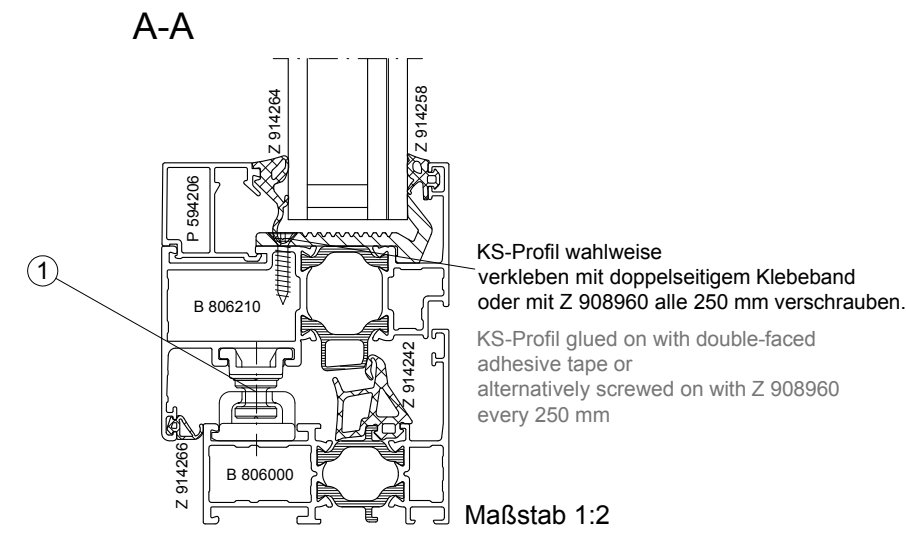 A-A
Z 914264
Z 914258
P 594206
1
KS-Profil wahlweise
verkleben mit doppelseitigem Klebeband
oder mit Z 908960 alle 250 mm verschrauben.
B 806210
KS-Profil glued on with double-faced
adhesive tape or
alternatively screwed on with Z 908960
every 250 mm
Z 914242
Z 914266
B 806000
Maßstab 1:2